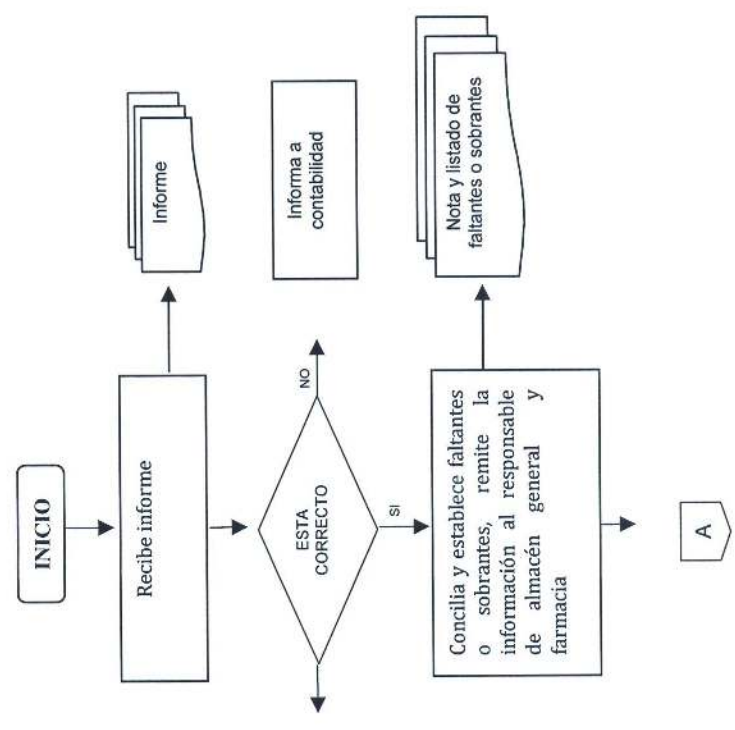 INICIO
Recibe informe
Informe
ESTA
CORRECTO
NO
Informa a
contabilidad
SI
Concilia y establece faltantes
o sobrantes, remite la
información al responsable
de almacén general y
farmacia
Nota y listado de
faltantes o sobrantes
A